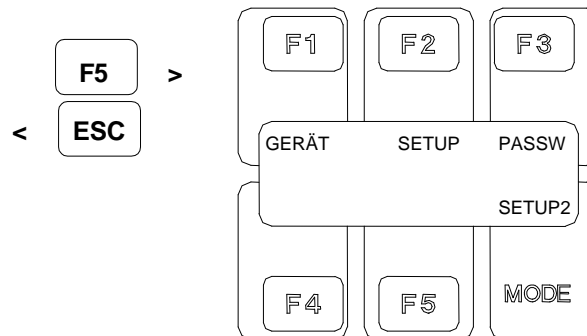 F1 F2 F3
F5 >
< ESC
GERÄT SETUP PASSW
SETUP2
F4 F5 MODE